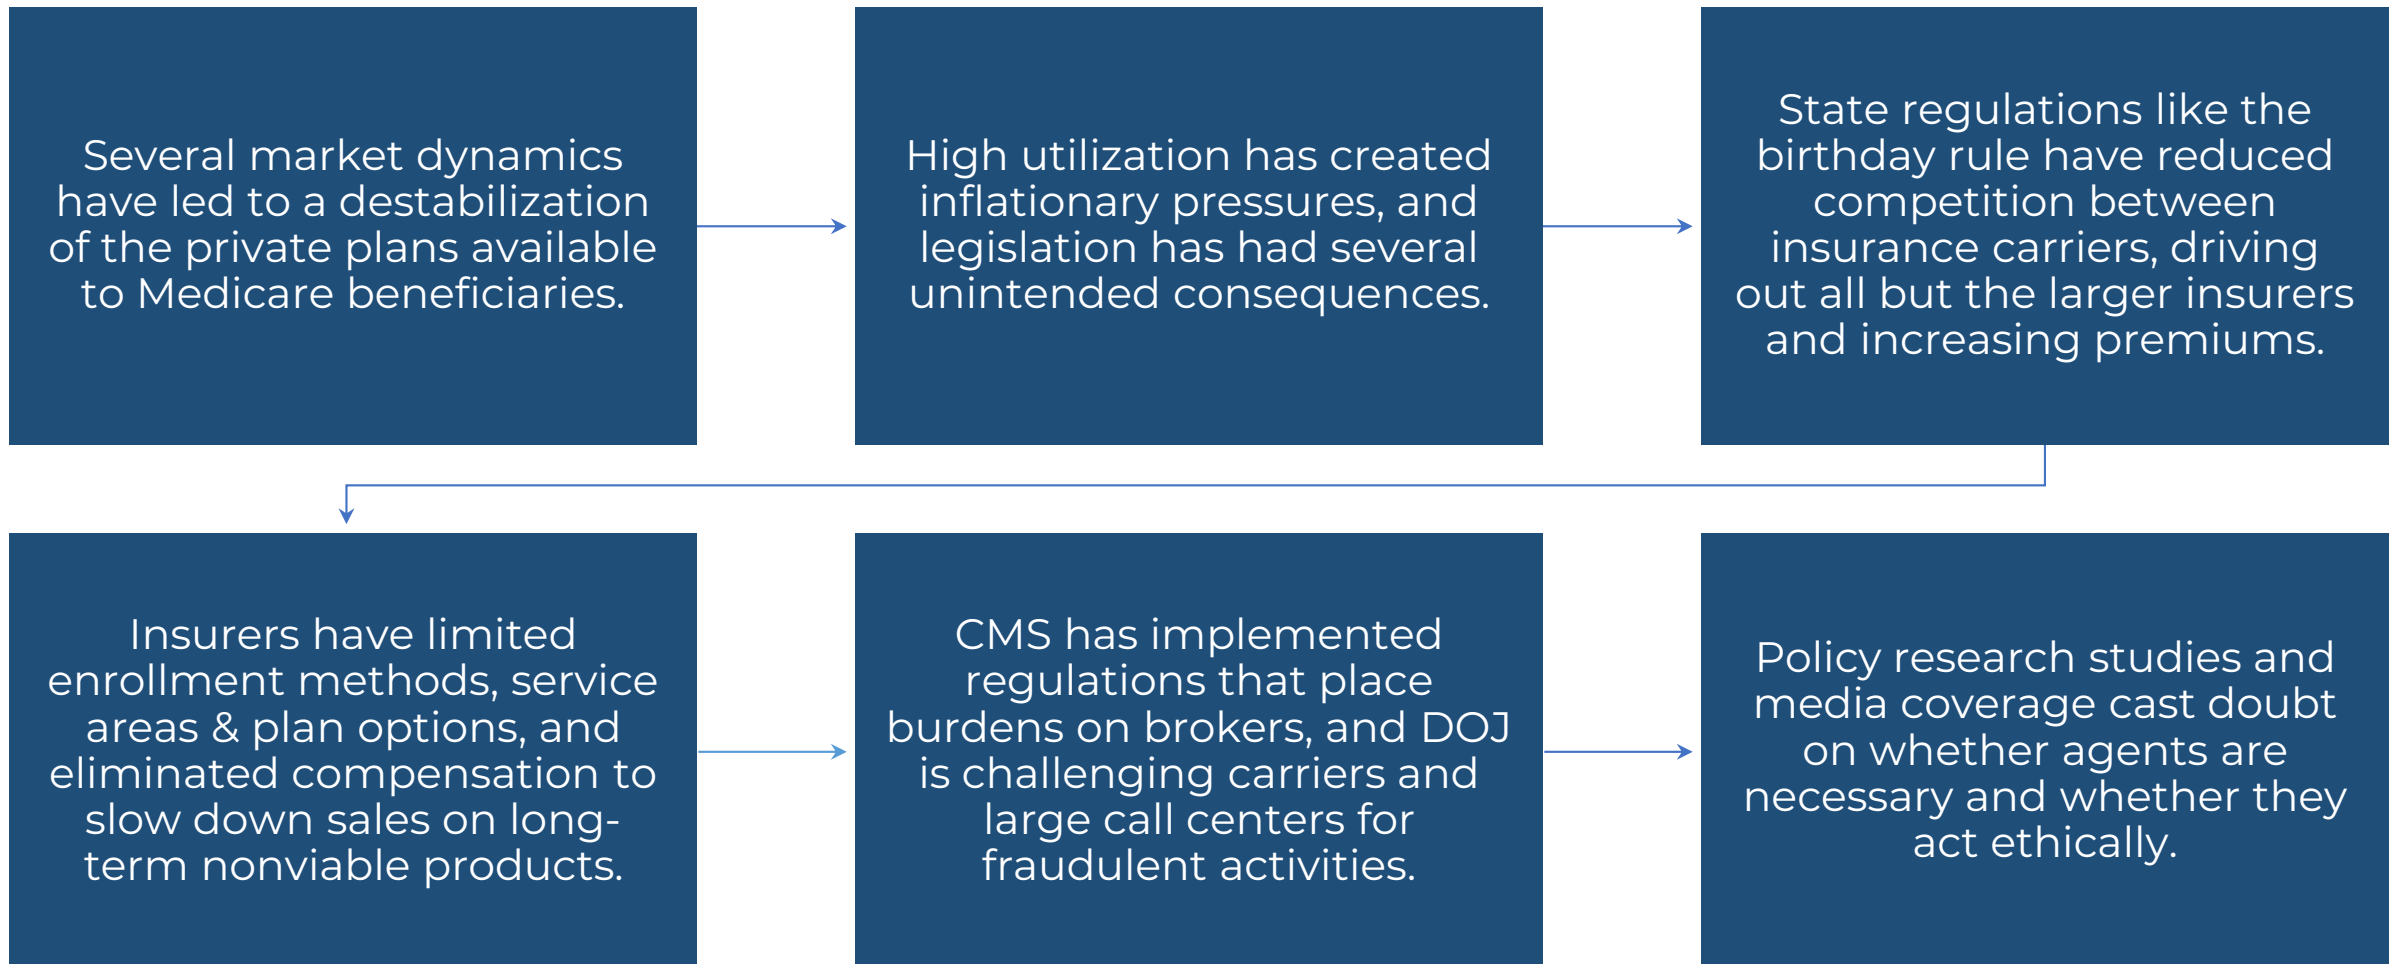 Several market dynamics
have led to a destabilization
of the private plans available
to Medicare beneficiaries.
High utilization has created
inflationary pressures, and
legislation has had several
unintended consequences.
State regulations like the
birthday rule have reduced
competition between
insurance carriers, driving
out all but the larger insurers
and increasing premiums.
Insurers have limited
enrollment methods, service
areas & plan options, and
eliminated compensation to
slow down sales on long-
term nonviable products.
CMS has implemented
regulations that place
burdens on brokers, and DOJ
is challenging carriers and
large call centers for
fraudulent activities.
Policy research studies and
media coverage cast doubt
on whether agents are
necessary and whether they
act ethically.